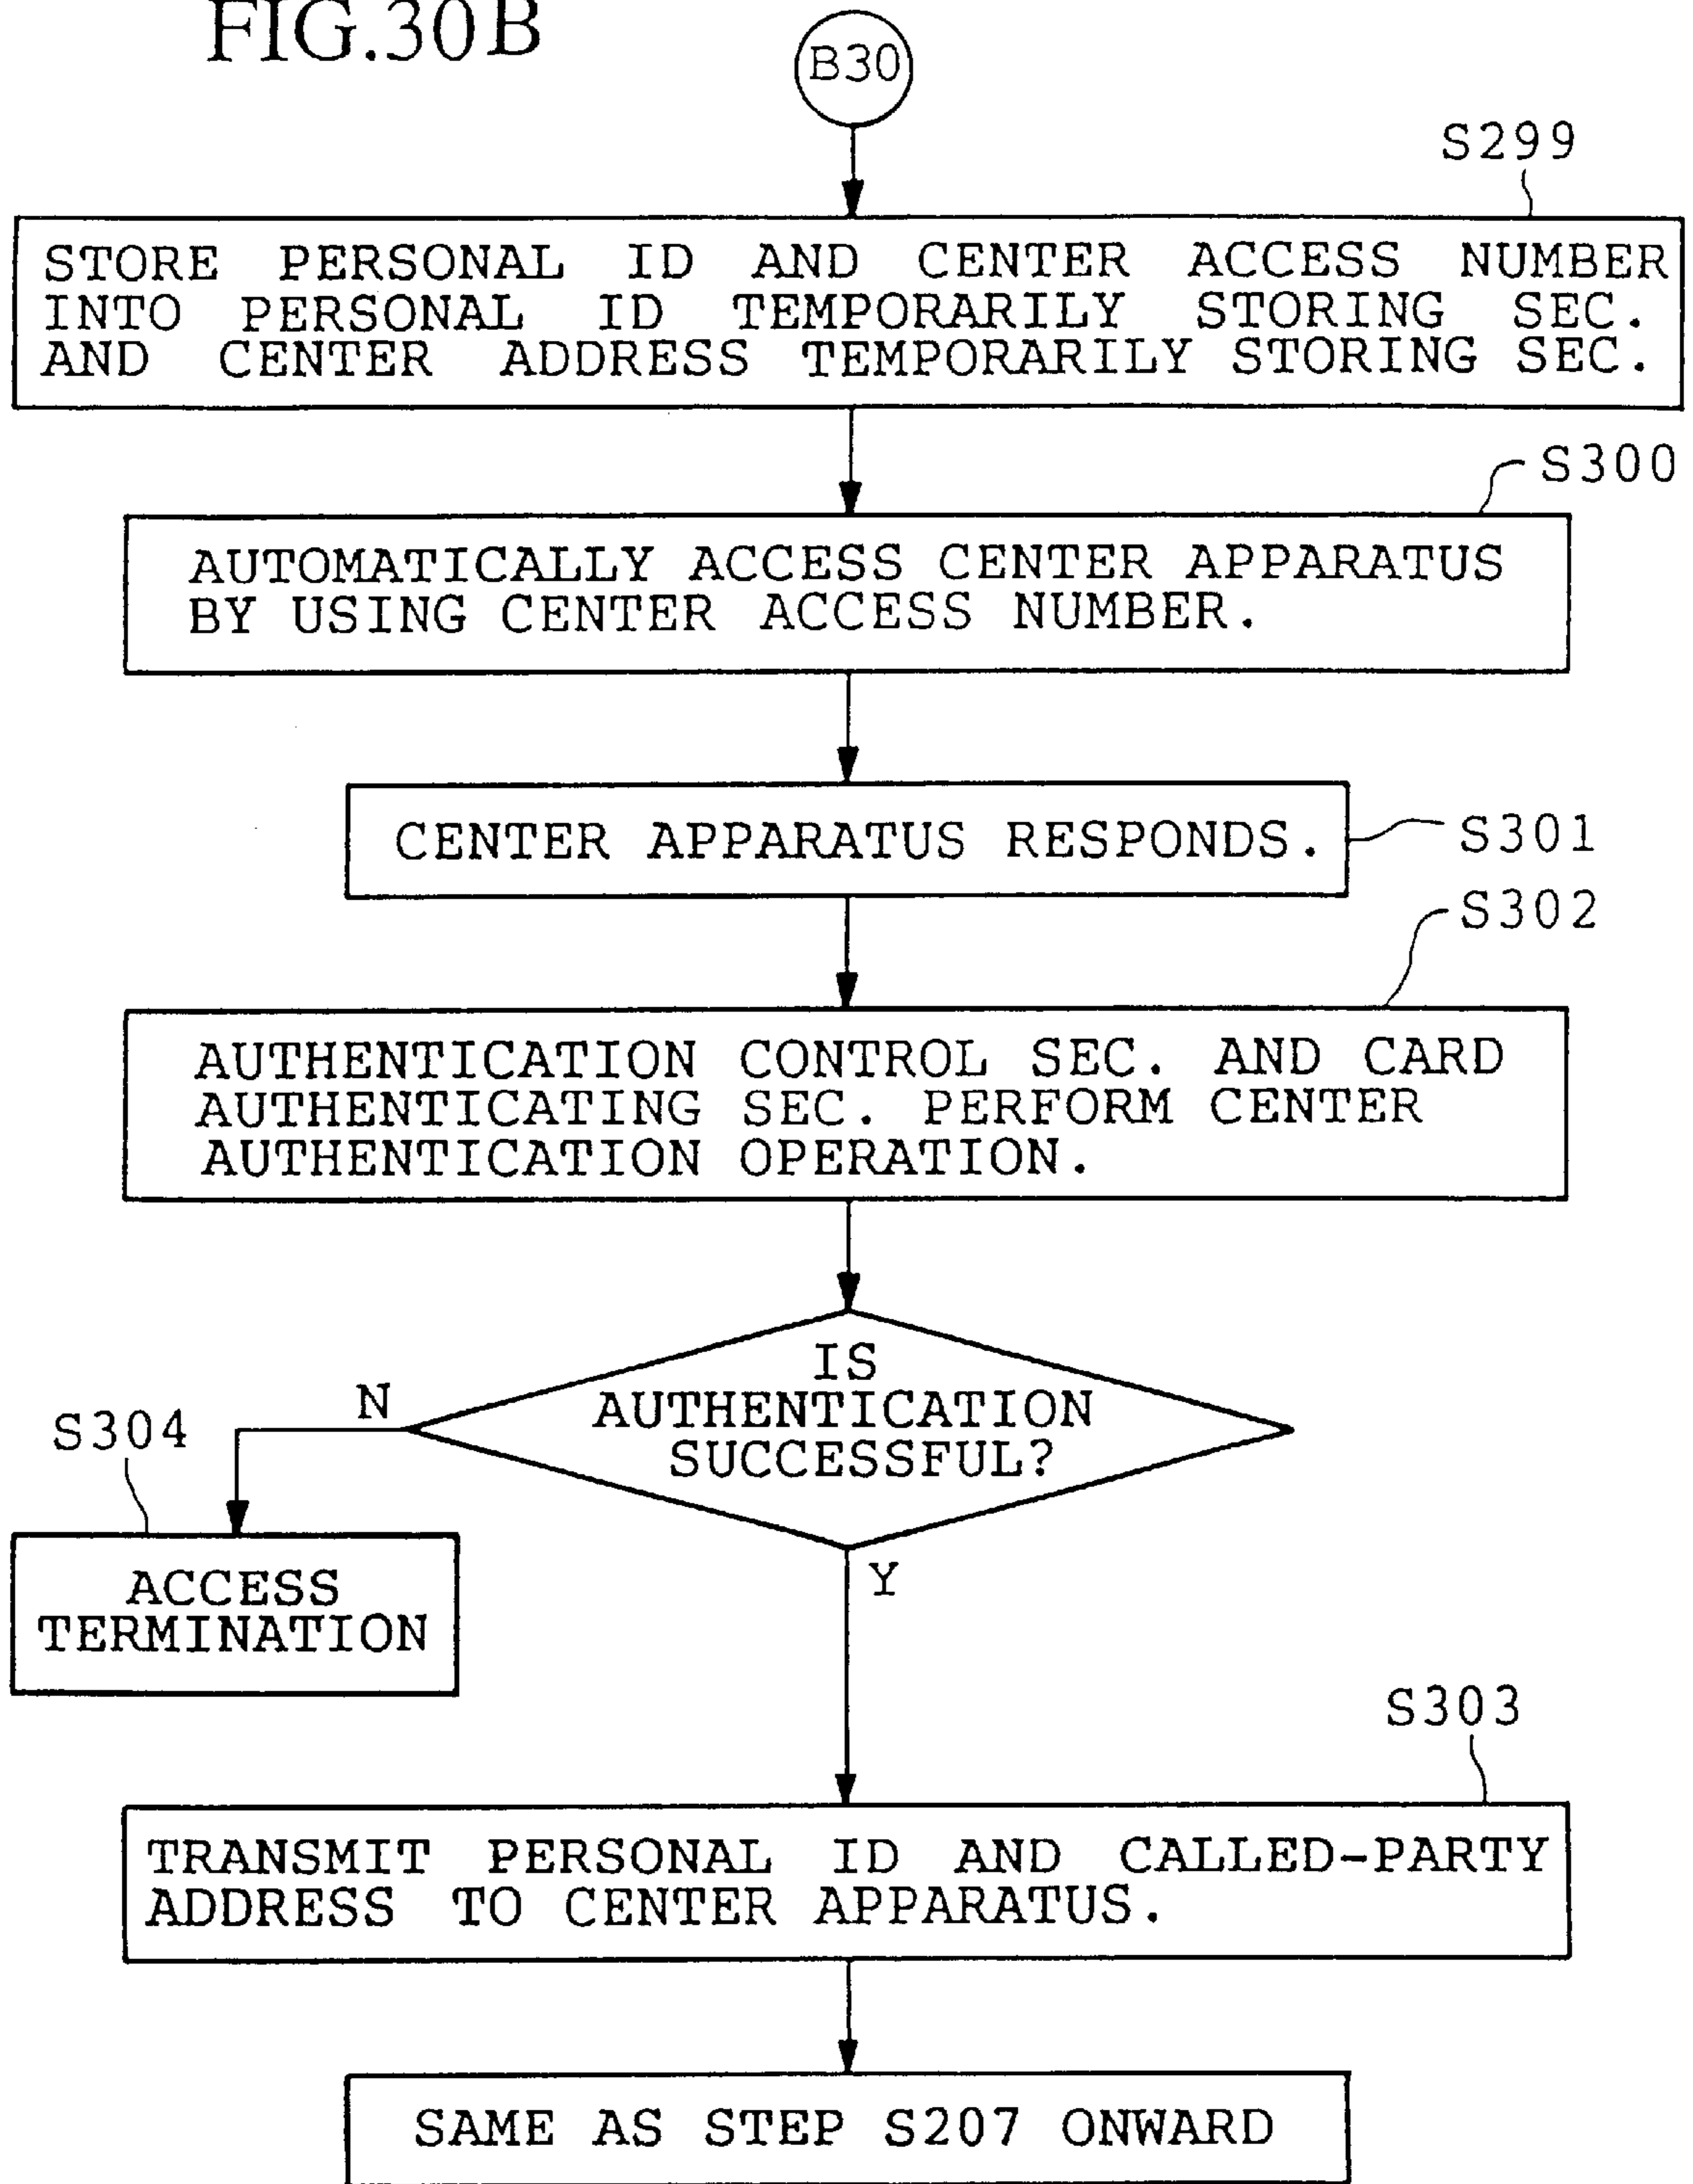 FIG.30B
B30
S299
STORE PERSONAL ID AND CENTER ACCESS NUMBER
INTO PERSONAL ID TEMPORARILY STORING SEC.
AND CENTER ADDRESS TEMPORARILY STORING SEC.
S300
AUTOMATICALLY ACCESS CENTER APPARATUS
BY USING CENTER ACCESS NUMBER.
CENTER APPARATUS RESPONDS.
S301
S302
AUTHENTICATION CONTROL SEC. AND CARD
AUTHENTICATING SEC. PERFORM CENTER
AUTHENTICATION OPERATION.
IS
AUTHENTICATION
SUCCESSFUL?
N
S304
ACCESS
TERMINATION
Y
S303
TRANSMIT PERSONAL ID AND CALLED-PARTY
ADDRESS TO CENTER APPARATUS.
SAME AS STEP S207 ONWARD